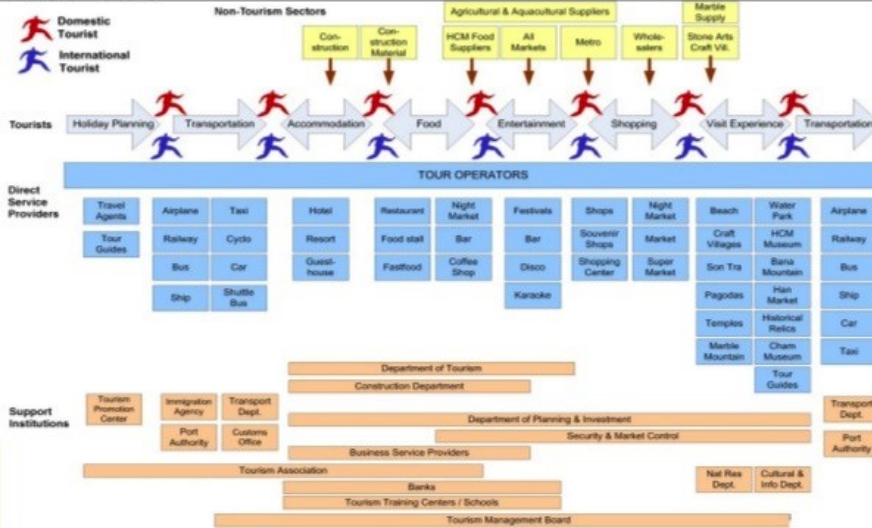 Non-Tourism Sectors
Domestic
Tourist
International
Tourist
Agricultural & Aquacultural Suppliers
Marble
Supply
Con-
struction
Con-
struction
Material
HCM Food
Suppliers
All
Markets
Metro
Whole-
salers
Stone Arts
Craft Vill.
Tourists
Holiday Planning
Transportation
Accommodation
Food
Entertainment
Shopping
Visit Experience
Transportation
TOUR OPERATORS
Direct
Service
Providers
Travel
Agents
Tour
Guides
Airplane
Railway
Bus
Ship
Taxi
Cyclo
Car
Shuttle
Bus
Hotel
Resort
Guest-
house
Restaurant
Food stall
Fastfood
Night
Market
Bar
Coffee
Shop
Festivals
Bar
Disco
Karaoke
Shops
Souvenir
Shops
Shopping
Center
Night
Market
Market
Super
Market
Beach
Craft
Villages
Son Tra
Pagodas
Temples
Marble
Mountain
Water
Park
HCM
Museum
Bana
Mountain
Han
Market
Historical
Relics
Cham
Museum
Tour
Guides
Airplane
Railway
Bus
Ship
Car
Taxi
Support
Institutions
Department of Tourism
Construction Department
Tourism
Promotion
Center
Immigration
Agency
Transport
Dept.
Port
Authority
Customs
Office
Department of Planning & Investment
Security & Market Control
Business Service Providers
Tourism Association
Banks
Tourism Training Centers / Schools
Tourism Management Board
Nat Res
Dept.
Cultural &
Info Dept.
Transport
Dept.
Port
Authority